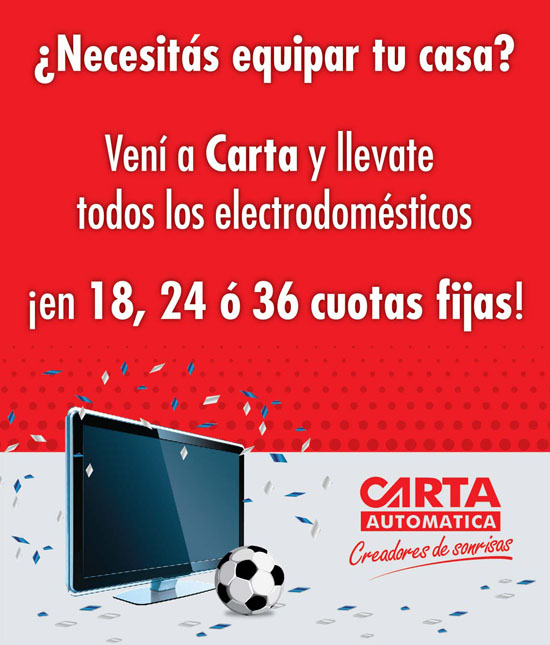 ¿Necesitás equipar tu casa?
Vení a Carta y llevate
todos los electrodomésticos
¡en 18, 24 ó 36 cuotas fijas!
CARTA
AUTOMATICA
Creadores de sonrisas